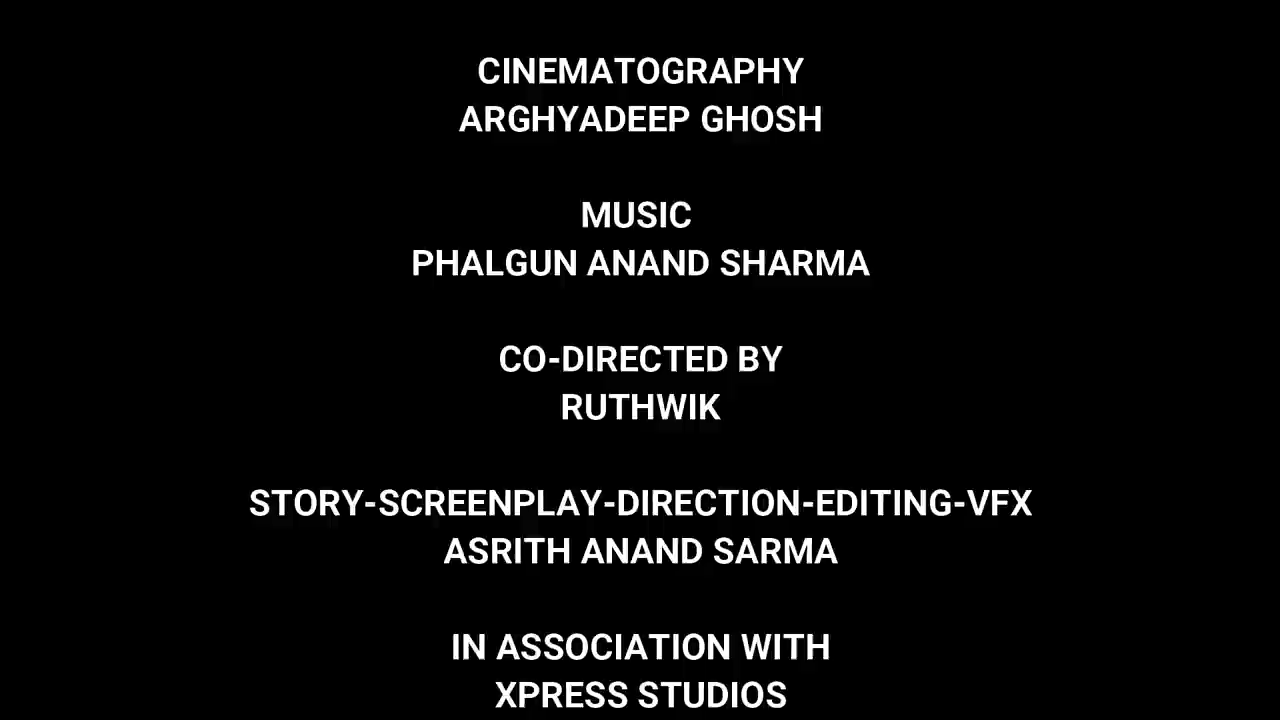 CINEMATOGRAPHY
ARGHYADEEP GHOSH
MUSIC
PHALGUN ANAND SHARMA
CO-DIRECTED BY
RUTHWIK
STORY-SCREENPLAY-DIRECTION-EDITING-VFX
ASRITH ANAND SARMA
IN ASSOCIATION WITH
XPRESS STUDIOS